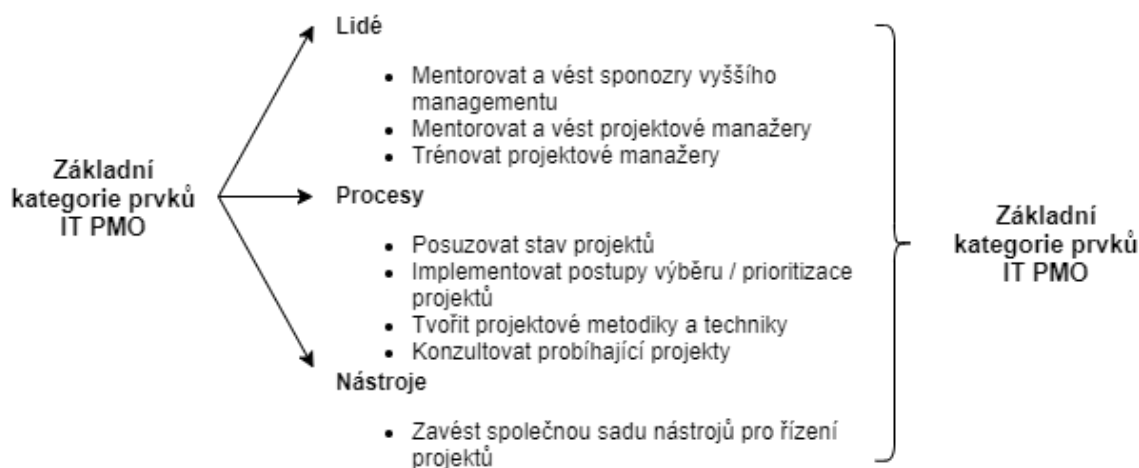 Základní
kategorie prvků
IT PMO
Lidé
Mentorovat a vést sponozry vyššího
managementu
Mentorovat a vést projektové manažery
Trénovat projektové manažery
Procesy
Posuzovat stav projektů
Implementovat postupy výběru / prioritizace
projektů
Tvořit projektové metodiky a techniky
Konzultovat probíhající projekty
Nástroje
Zavést společnou sadu nástrojů pro řízení
projektů
Základní
kategorie prvků
IT PMO